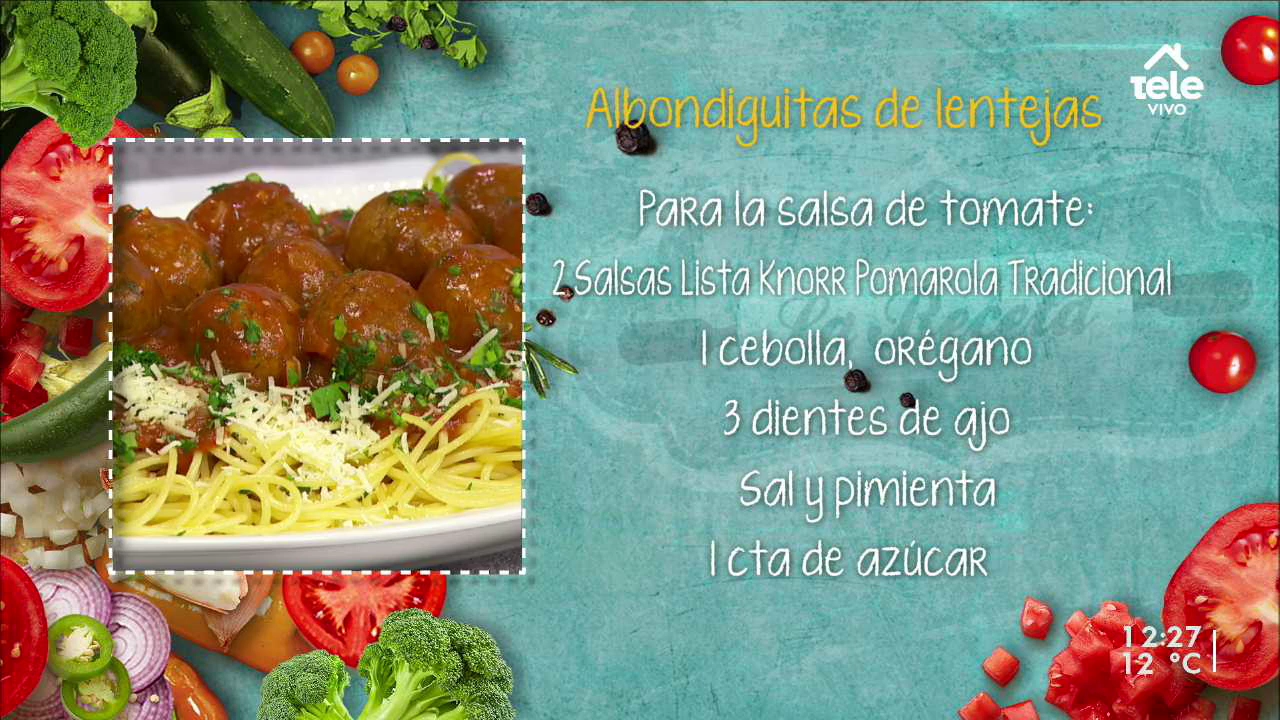 Albondiguitas de lentejas
Para la salsa de tomate:
2 Salsas Lista Knorr Pomarola Tradicional
1 cebolla, orégano
3 dientes de ajo
Sal y pimienta
1 cta de azúcar
tele
VIVO
12:27
12 °C